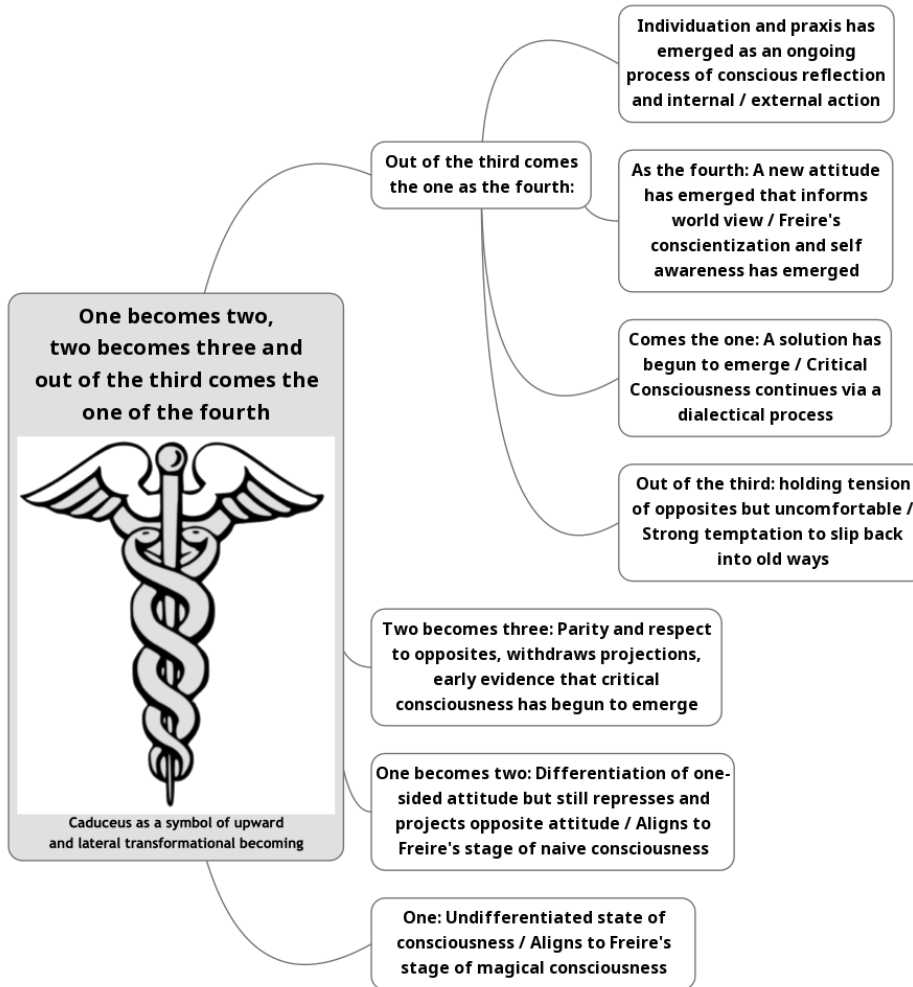 One becomes two,
two becomes three and
out of the third comes the
one of the fourth
Caduceus as a symbol of upward
and lateral transformational becoming
Out of the third comes
the one as the fourth:
Individuation and praxis has
emerged as an ongoing
process of conscious reflection
and internal / external action
As the fourth: A new attitude
has emerged that informs
world view / Freire's
conscientization and self
awareness has emerged
Comes the one: A solution has
begun to emerge / Critical
Consciousness continues via a
dialectical process
Out of the third: holding tension
of opposites but uncomfortable /
Strong temptation to slip back
into old ways
Two becomes three: Parity and respect
to opposites, withdraws projections,
early evidence that critical
consciousness has begun to emerge
One becomes two: Differentiation of one-
sided attitude but still represses and
projects opposite attitude / Aligns to
Freire's stage of naive consciousness
One: Undifferentiated state of
consciousness / Aligns to Freire's
stage of magical consciousness